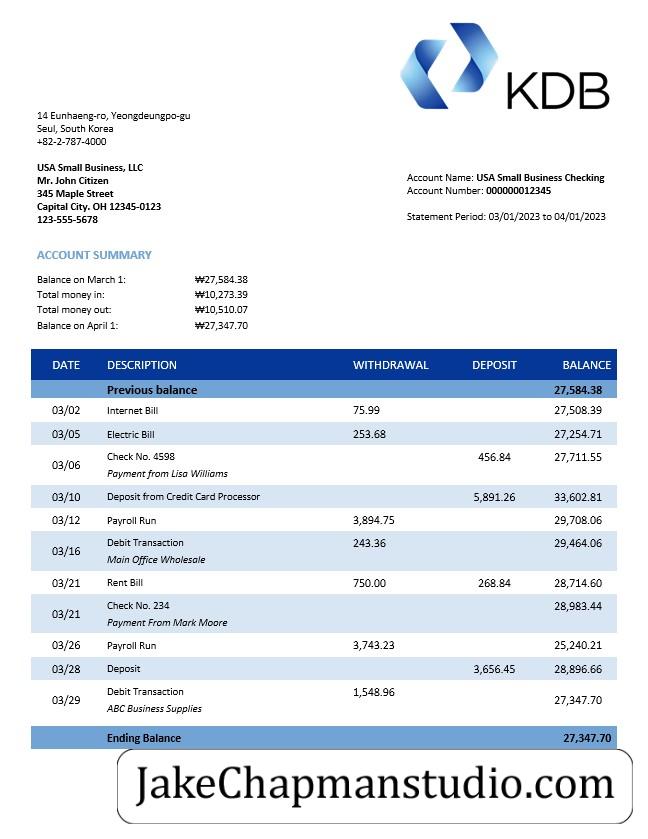 KDB
14 Eunhaeng-ro, Yeongdeungpo-gu
Seul, South Korea
+82-2-787-4000
USA Small Business, LLC
Mr. John Citizen
345 Maple Street
Capital City. OH 12345-0123
123-555-5678
Account Name: USA Small Business Checking
Account Number: 000000012345
Statement Period: 03/01/2023 to 04/01/2023
ACCOUNT SUMMARY
Balance on March 1: ₩27,584.38
Total money in: ₩10,273.39
Total money out: ₩10,510.07
Balance on April 1: ₩27,347.70
DATE DESCRIPTION WITHDRAWAL DEPOSIT BALANCE
Previous balance 27,584.38
03/02 Internet Bill 75.99 27,508.39
03/05 Electric Bill 253.68 27,254.71
03/06 Check No. 4598 456.84 27,711.55
Payment from Lisa Williams
03/10 Deposit from Credit Card Processor 5,891.26 33,602.81
03/12 Payroll Run 3,894.75 29,708.06
03/16 Debit Transaction 243.36 29,464.06
Main Office Wholesale
03/21 Rent Bill 750.00 268.84 28,714.60
03/21 Check No. 234 28,983.44
Payment From Mark Moore
03/26 Payroll Run 3,743.23 25,240.21
03/28 Deposit 3,656.45 28,896.66
03/29 Debit Transaction 1,548.96 27,347.70
ABC Business Supplies
Ending Balance 27,347.70
JakeChapmanstudio.com